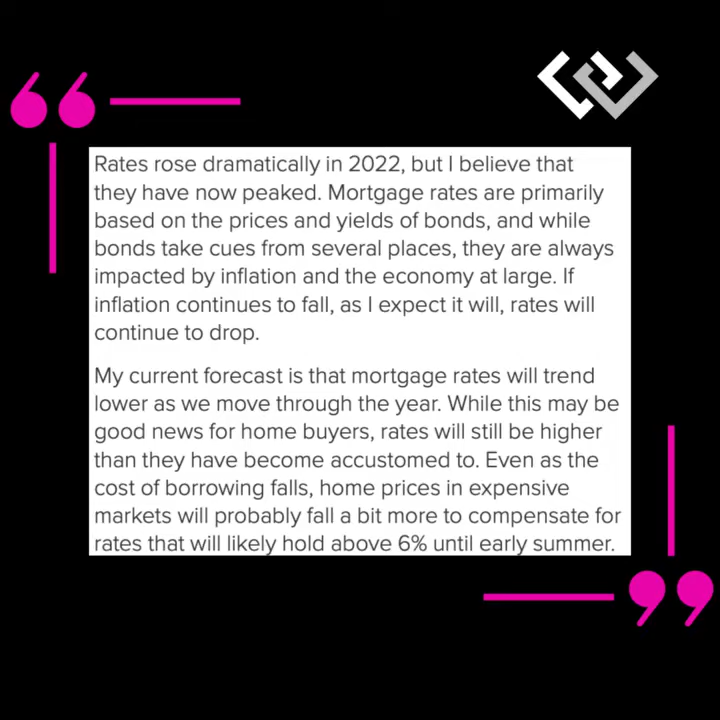 Rates rose dramatically in 2022, but I believe that
they have now peaked. Mortgage rates are primarily
based on the prices and yields of bonds, and while
bonds take cues from several places, they are always
impacted by inflation and the economy at large. If
inflation continues to fall, as I expect it will, rates will
continue to drop.
My current forecast is that mortgage rates will trend
lower as we move through the year. While this may be
good news for home buyers, rates will still be higher
than they have become accustomed to. Even as the
cost of borrowing falls, home prices in expensive
markets will probably fall a bit more to compensate for
rates that will likely hold above 6% until early summer.